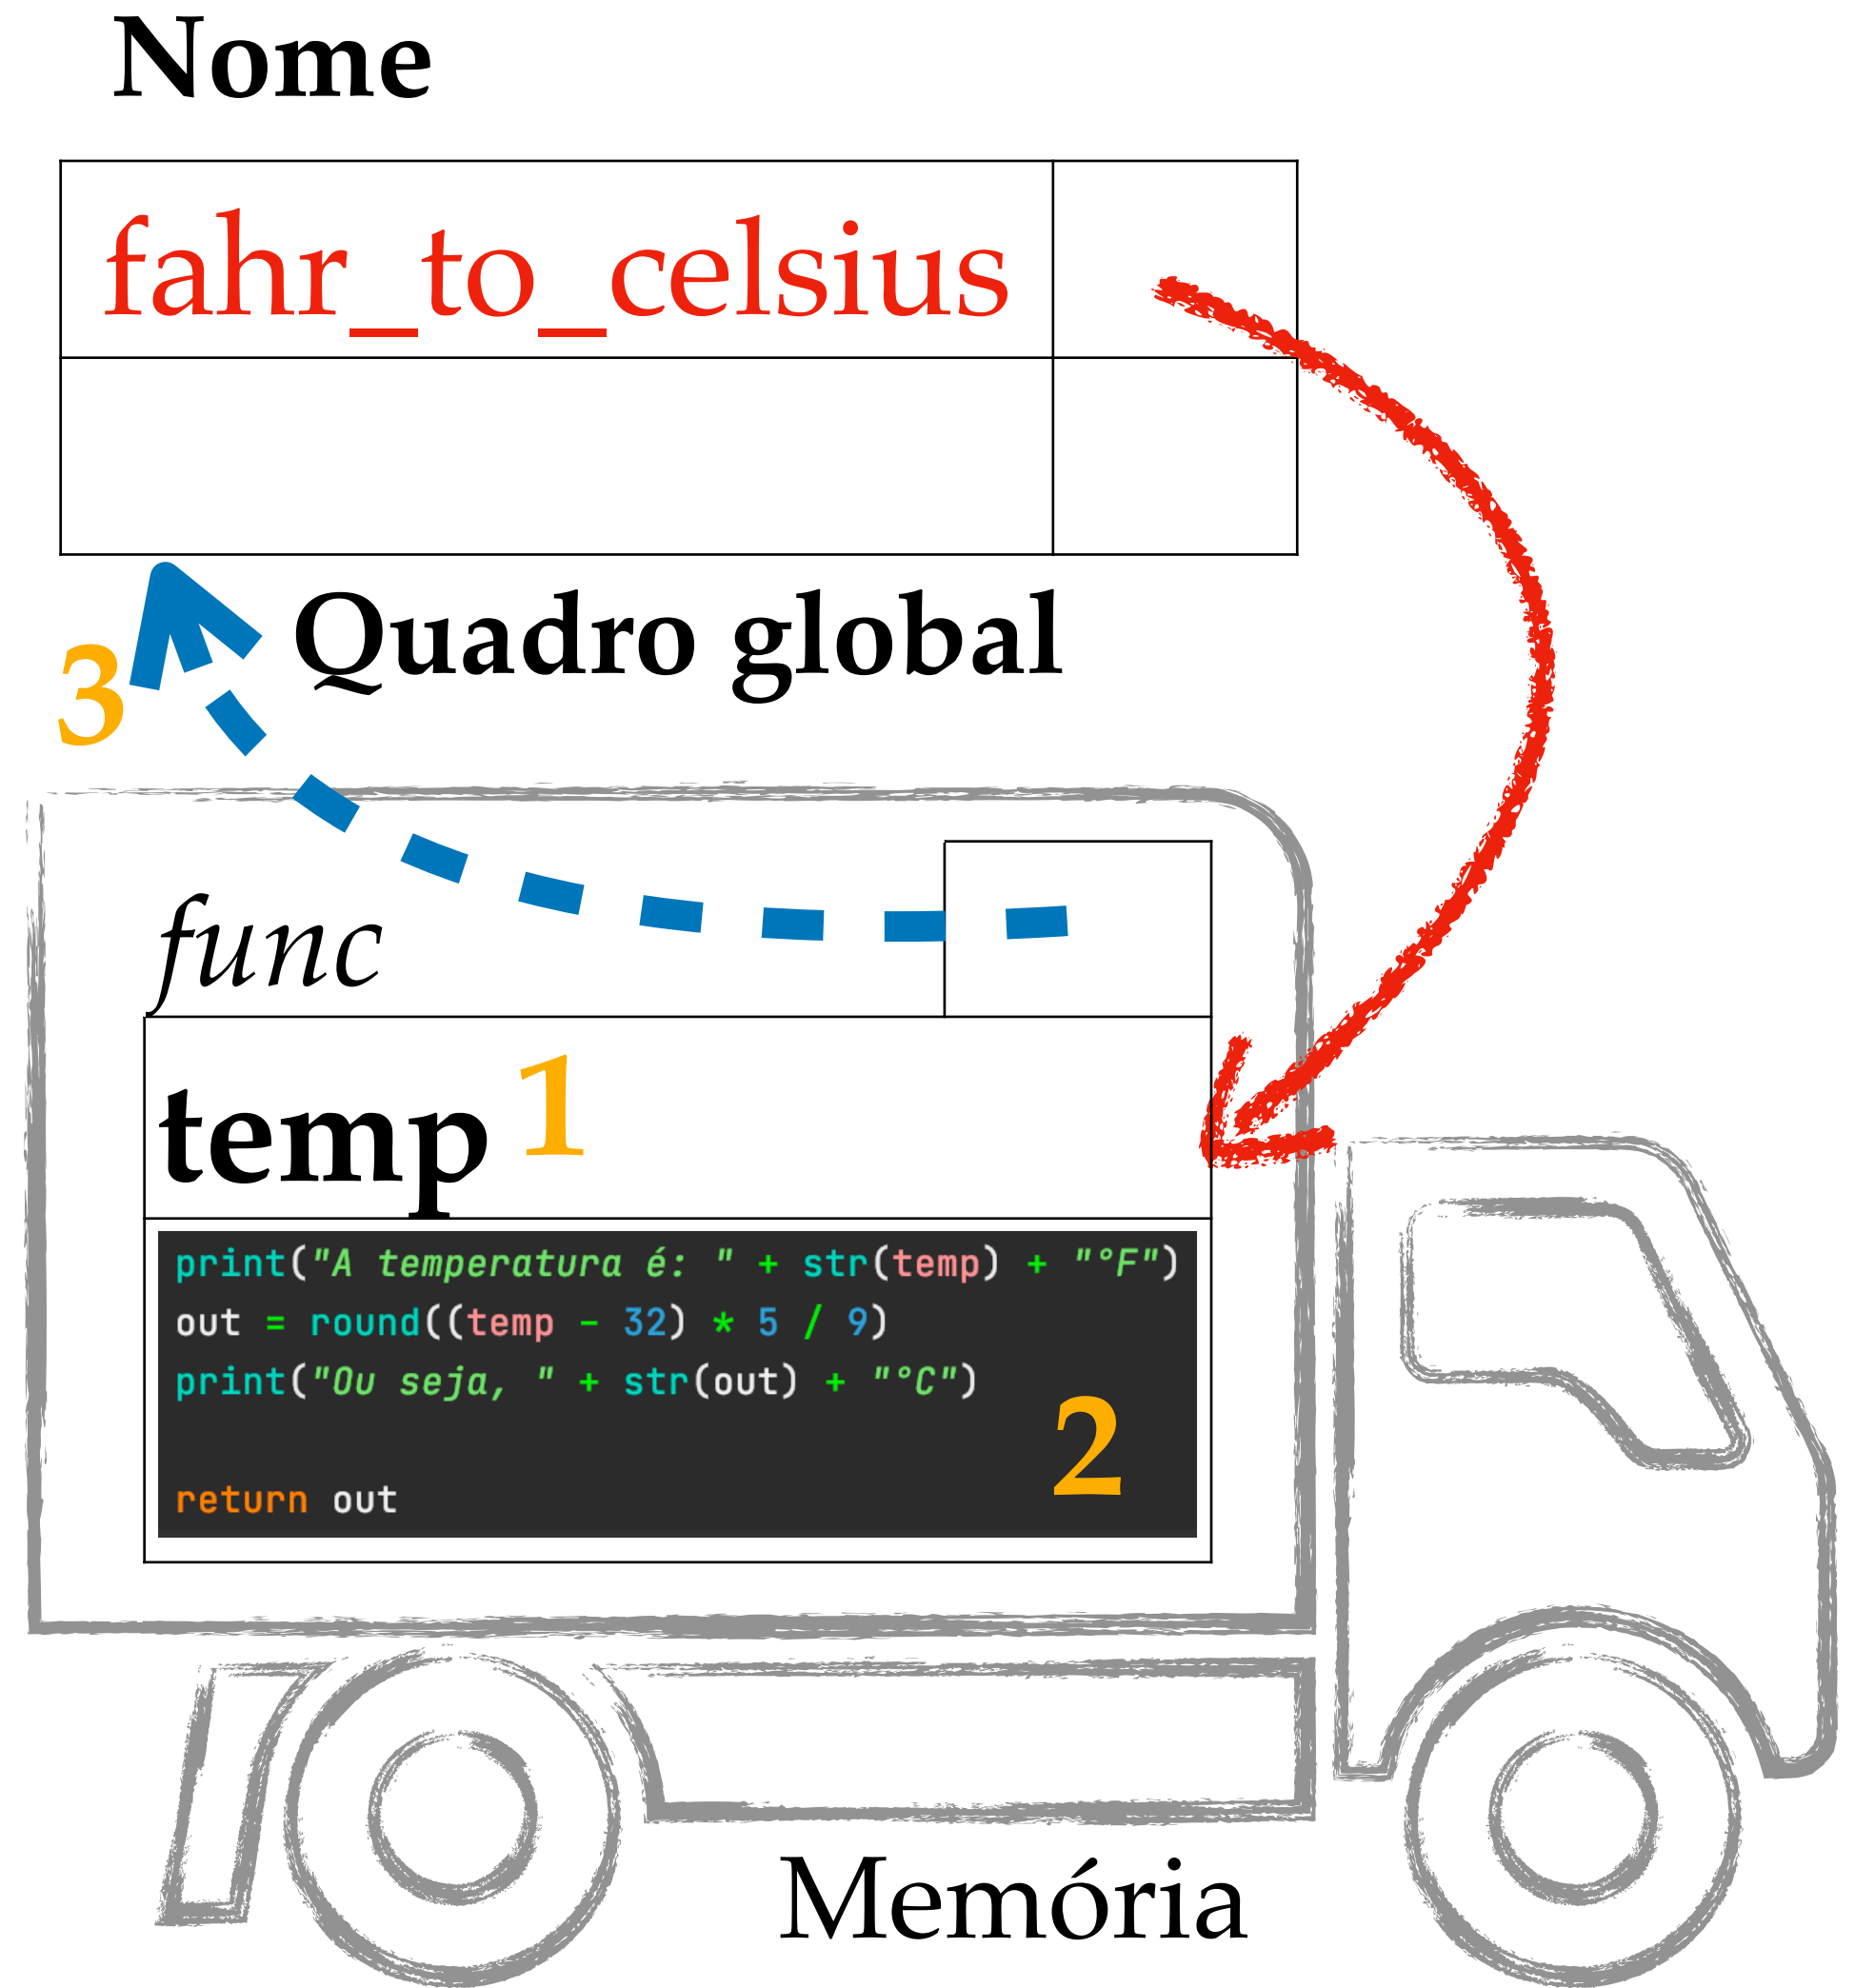 Nome
fahr_to_celsius
Quadro global
3
func
temp 1
print("A temperatura é: " + str(temp) + "°F")
out = round((temp - 32) * 5 / 9)
print("Ou seja, " + str(out) + "°C")
2
return out
Memória